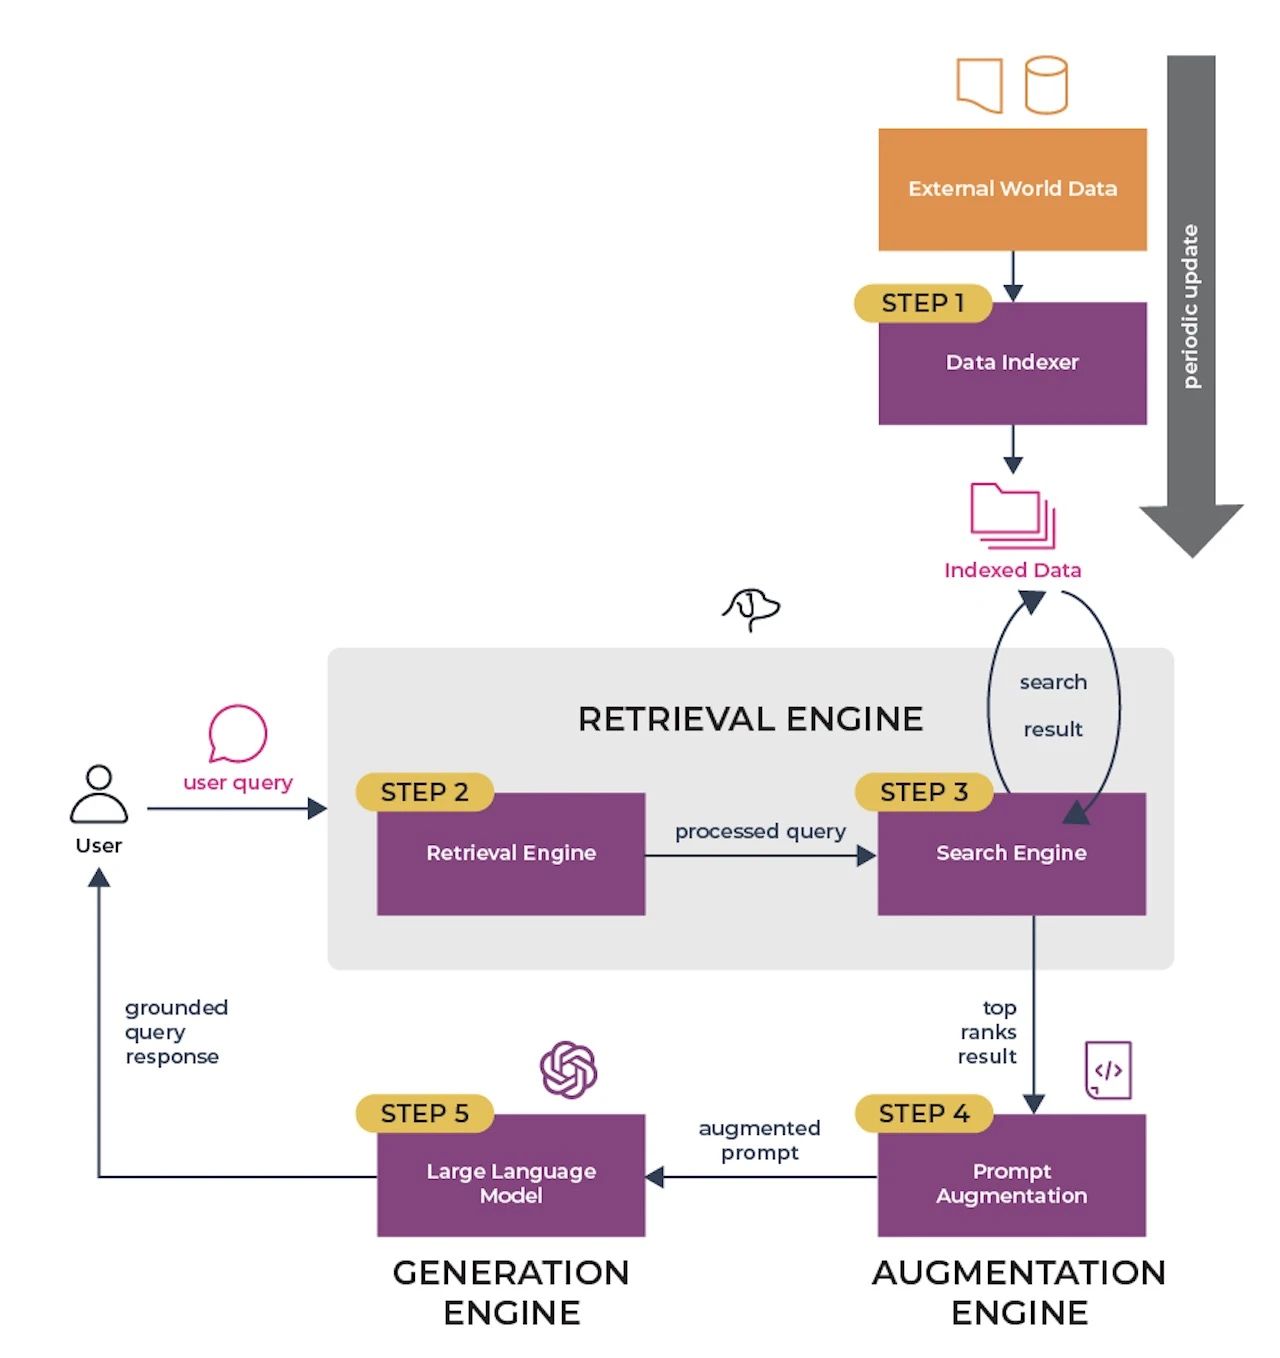 External World Data
periodic update
STEP 1
Data Indexer
Indexed Data
search
result
RETRIEVAL ENGINE
user query
User
STEP 2
Retrieval Engine
processed query
STEP 3
Search Engine
top
ranks
result
grounded
query
response
STEP 4
Prompt
Augmentation
AUGMENTATION
ENGINE
augmented
prompt
STEP 5
Large Language
Model
GENERATION
ENGINE
</>